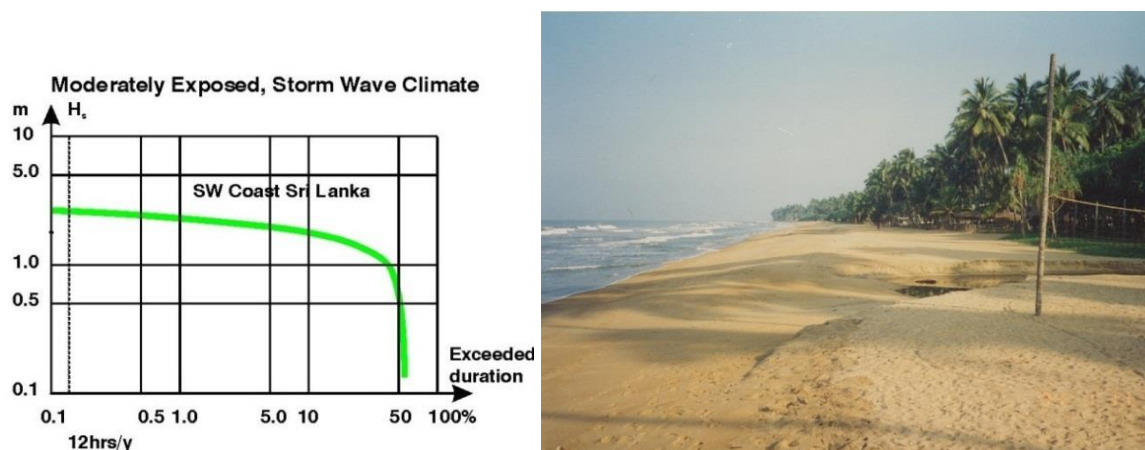 Moderately Exposed, Storm Wave Climate
m
Hs
10
5.0
SW Coast Sri Lanka
1.0
0.5
Exceeded
duration
0.1
0.1 0.5 1.0 5.0 10 50 100%
12hrs/y